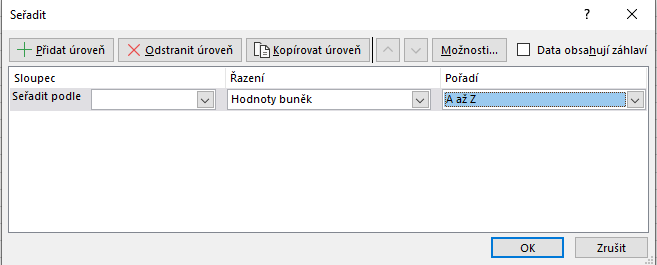 Seřadit
?
Přidat úroveň Odstranit úroveň Kopírovat úroveň Možnosti... Data obsahují záhlaví
Sloupec Řazení Pořadí
Seřadit podle Hodnoty buněk A až Z
OK Zrušit